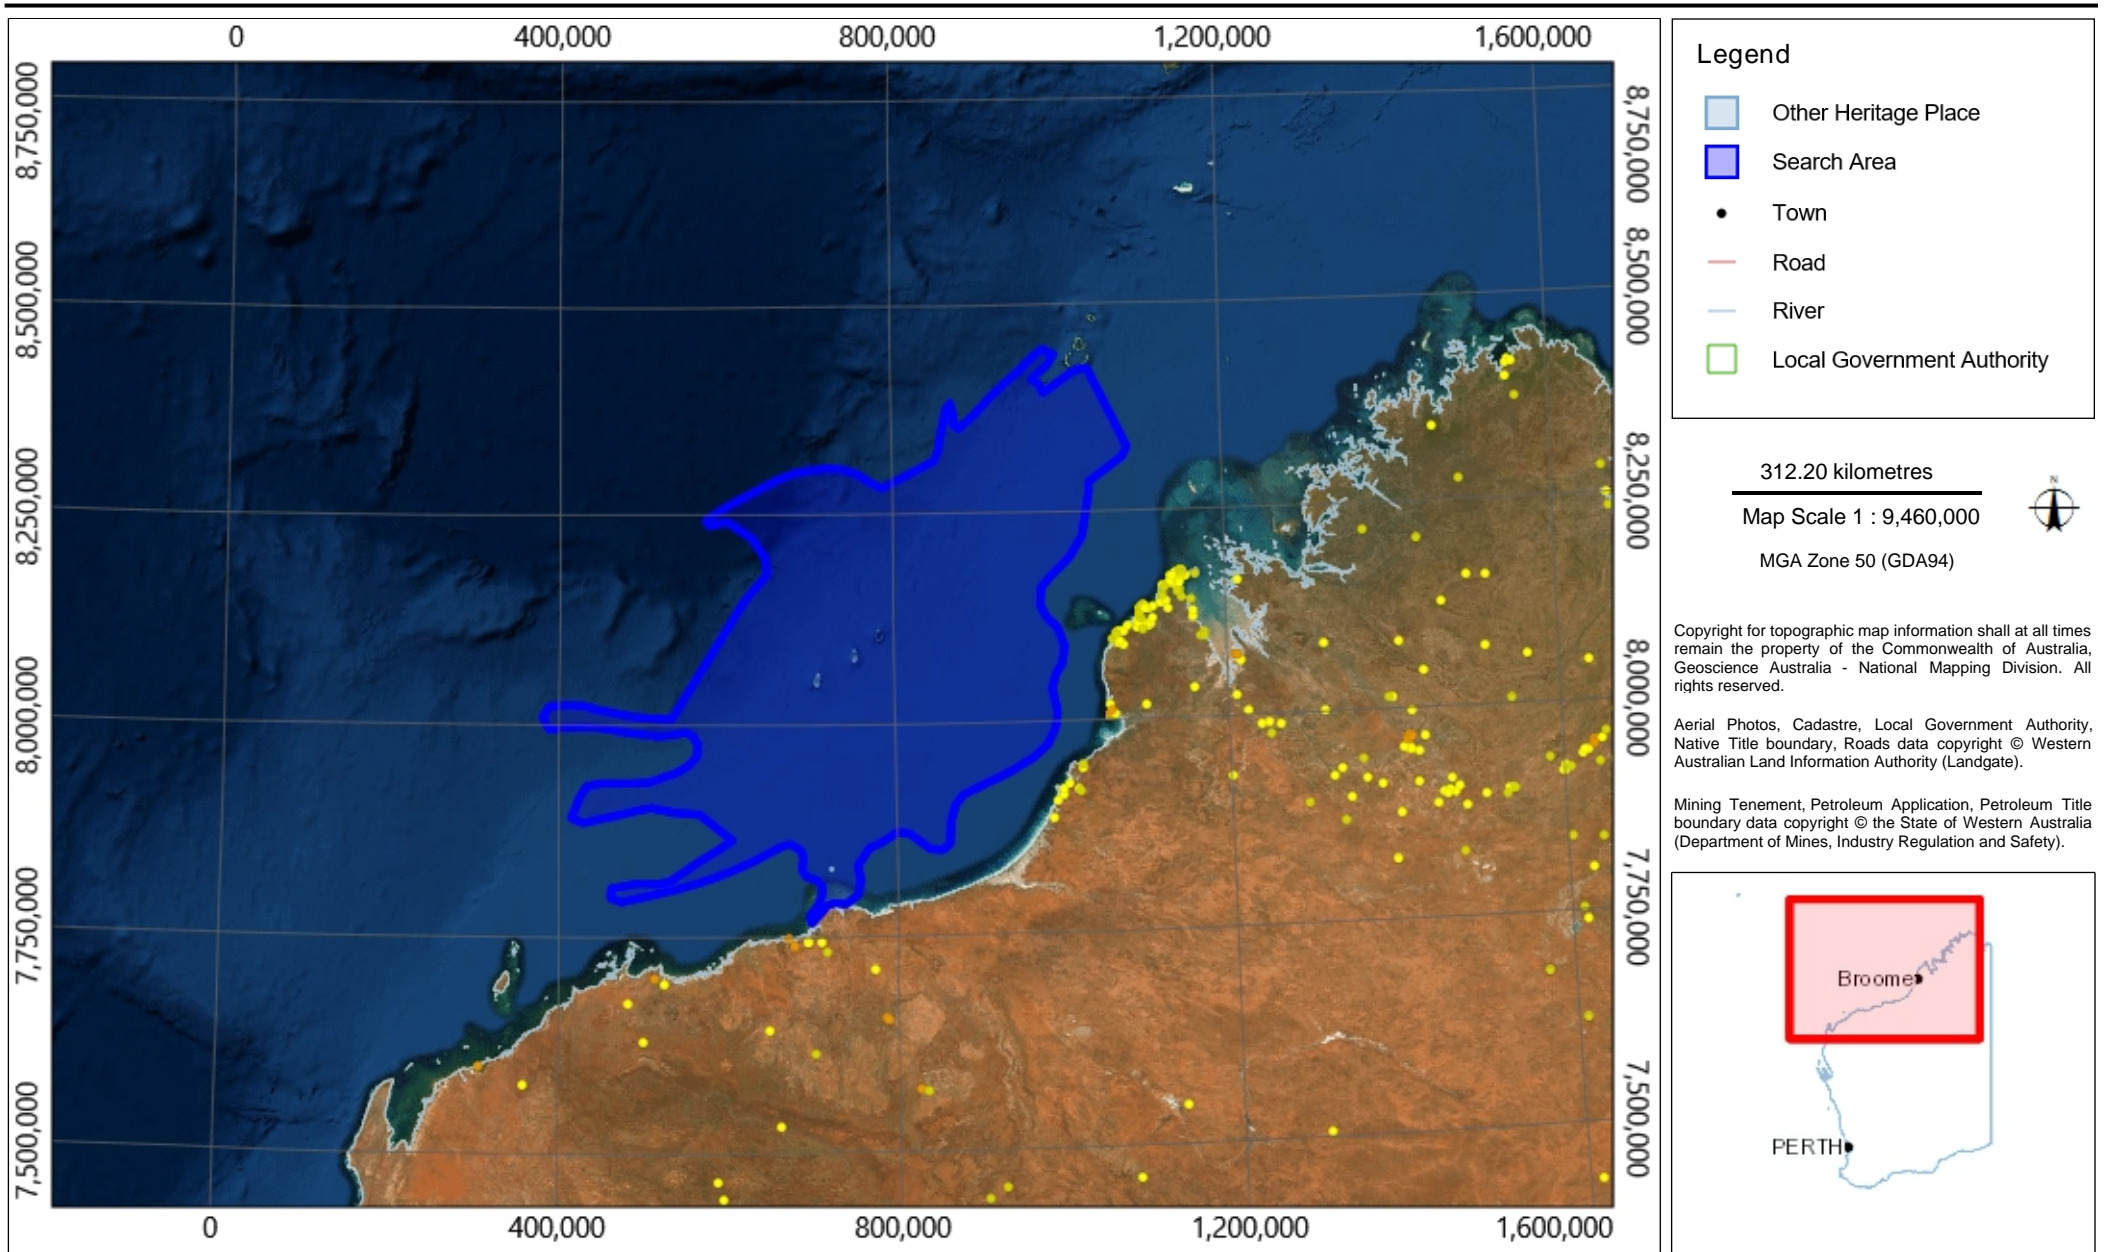 0 400,000 800,000 1,200,000 1,600,000
8,750,000
8,500,000
8,250,000
8,000,000
7,750,000
7,500,000
8,750,000
8,500,000
8,250,000
8,000,000
7,750,000
7,500,000
0 400,000 800,000 1,200,000 1,600,000
Legend
Other Heritage Place
Search Area
Town
Road
River
Local Government Authority
312.20 kilometres
Map Scale 1 : 9,460,000
MGA Zone 50 (GDA94)
N
Copyright for topographic map information shall at all times
remain the property of the Commonwealth of Australia,
Geoscience Australia - National Mapping Division. All
rights reserved.
Aerial Photos, Cadastre, Local Government Authority,
Native Title boundary, Roads data copyright © Western
Australian Land Information Authority (Landgate).
Mining Tenement, Petroleum Application, Petroleum Title
boundary data copyright © the State of Western Australia
(Department of Mines, Industry Regulation and Safety).
Broome
PERTH